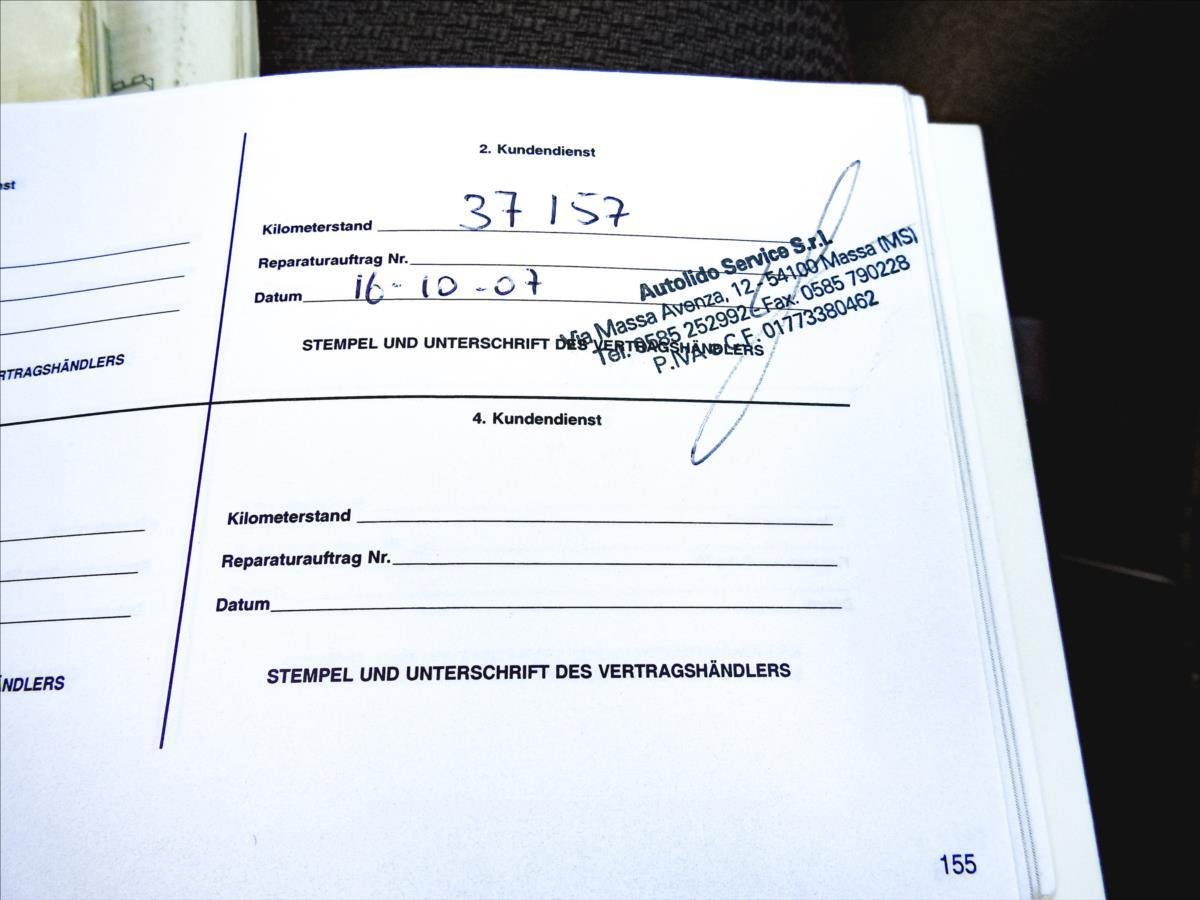 2. Kundendienst
Kilometerstand 37 157
Reparaturauftrag Nr.
Datum 16-10-07
STEMPEL UND UNTERSCHRIFT DES VERTRAGSHÄNDLERS
Autolido Service S.r.l.
Via Massa Avenza, 12 - 54100 Massa (MS)
Tel. 0585 252992 - Fax. 0585 790228
P.IVA e C.F. 01773380462
4. Kundendienst
Kilometerstand
Reparaturauftrag Nr.
Datum
STEMPEL UND UNTERSCHRIFT DES VERTRAGSHÄNDLERS
st
RTRAGSHÄNDLERS
NDLERS
155